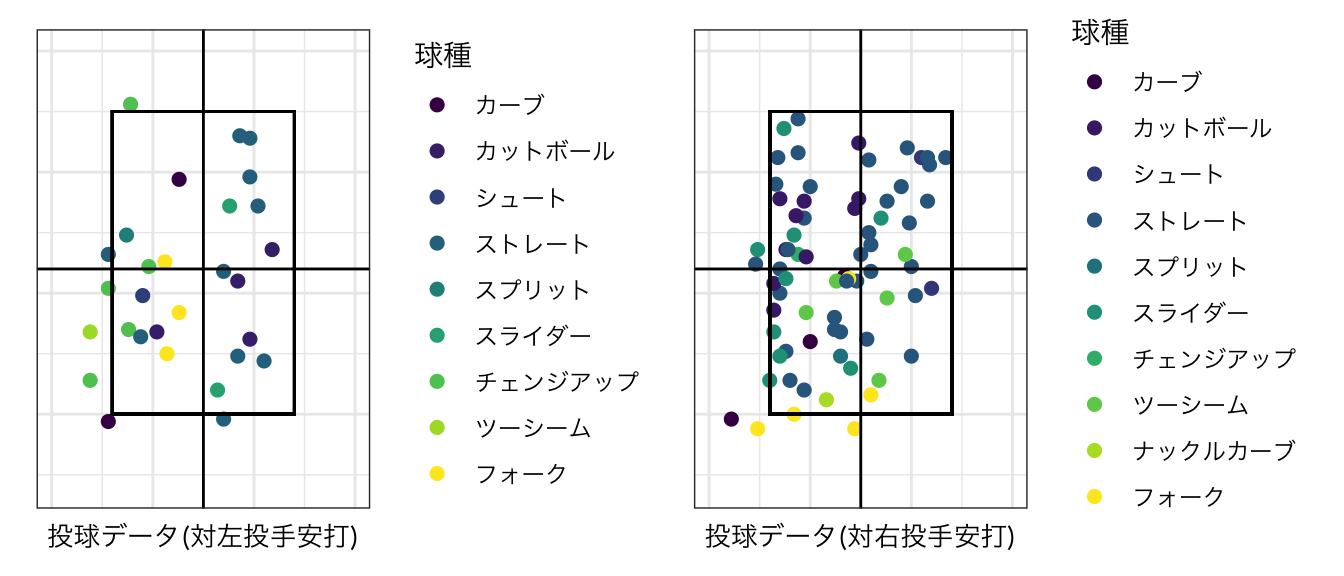 球種
カーブ
カットボール
シュート
ストレート
スプリット
スライダー
チェンジアップ
ツーシーム
フォーク
投球データ(対左投手安打)
球種
カーブ
カットボール
シュート
ストレート
スプリット
スライダー
チェンジアップ
ツーシーム
ナックルカーブ
フォーク
投球データ(対右投手安打)